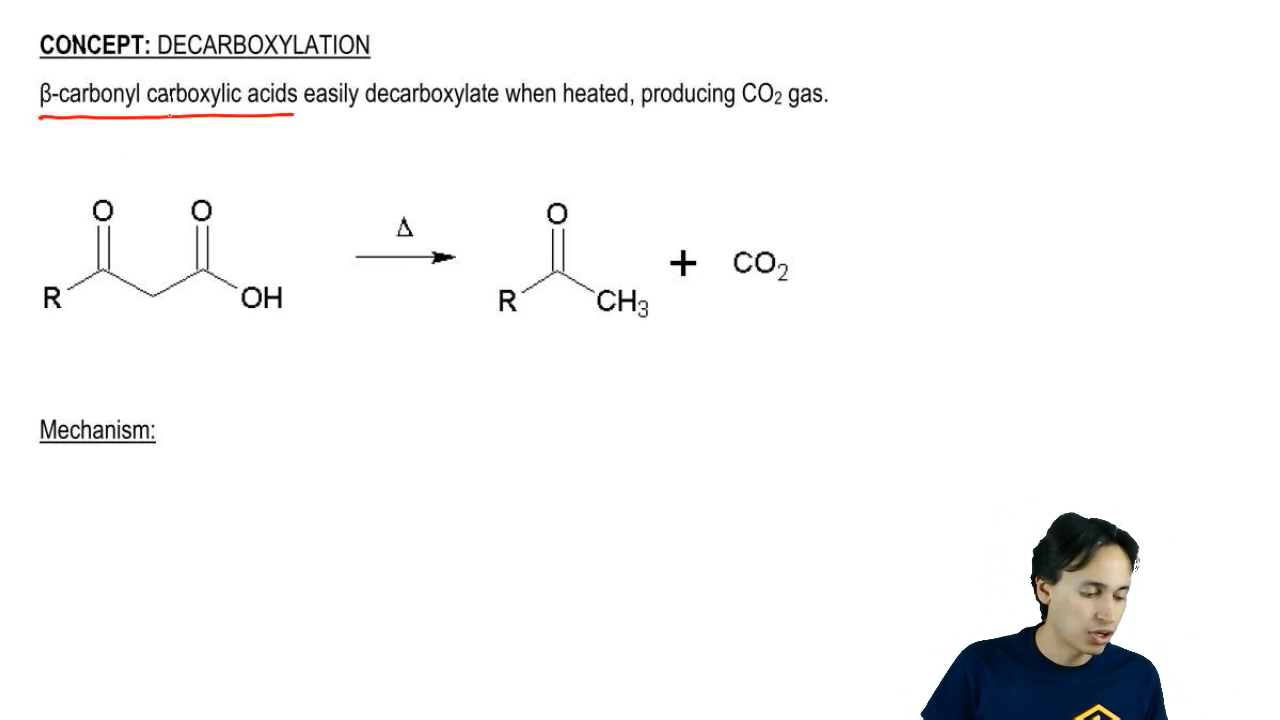 CONCEPT: DECARBOXYLATION
β-carbonyl carboxylic acids easily decarboxylate when heated, producing CO₂ gas.
O O Δ O
R OH R CH₃ + CO₂
Mechanism: